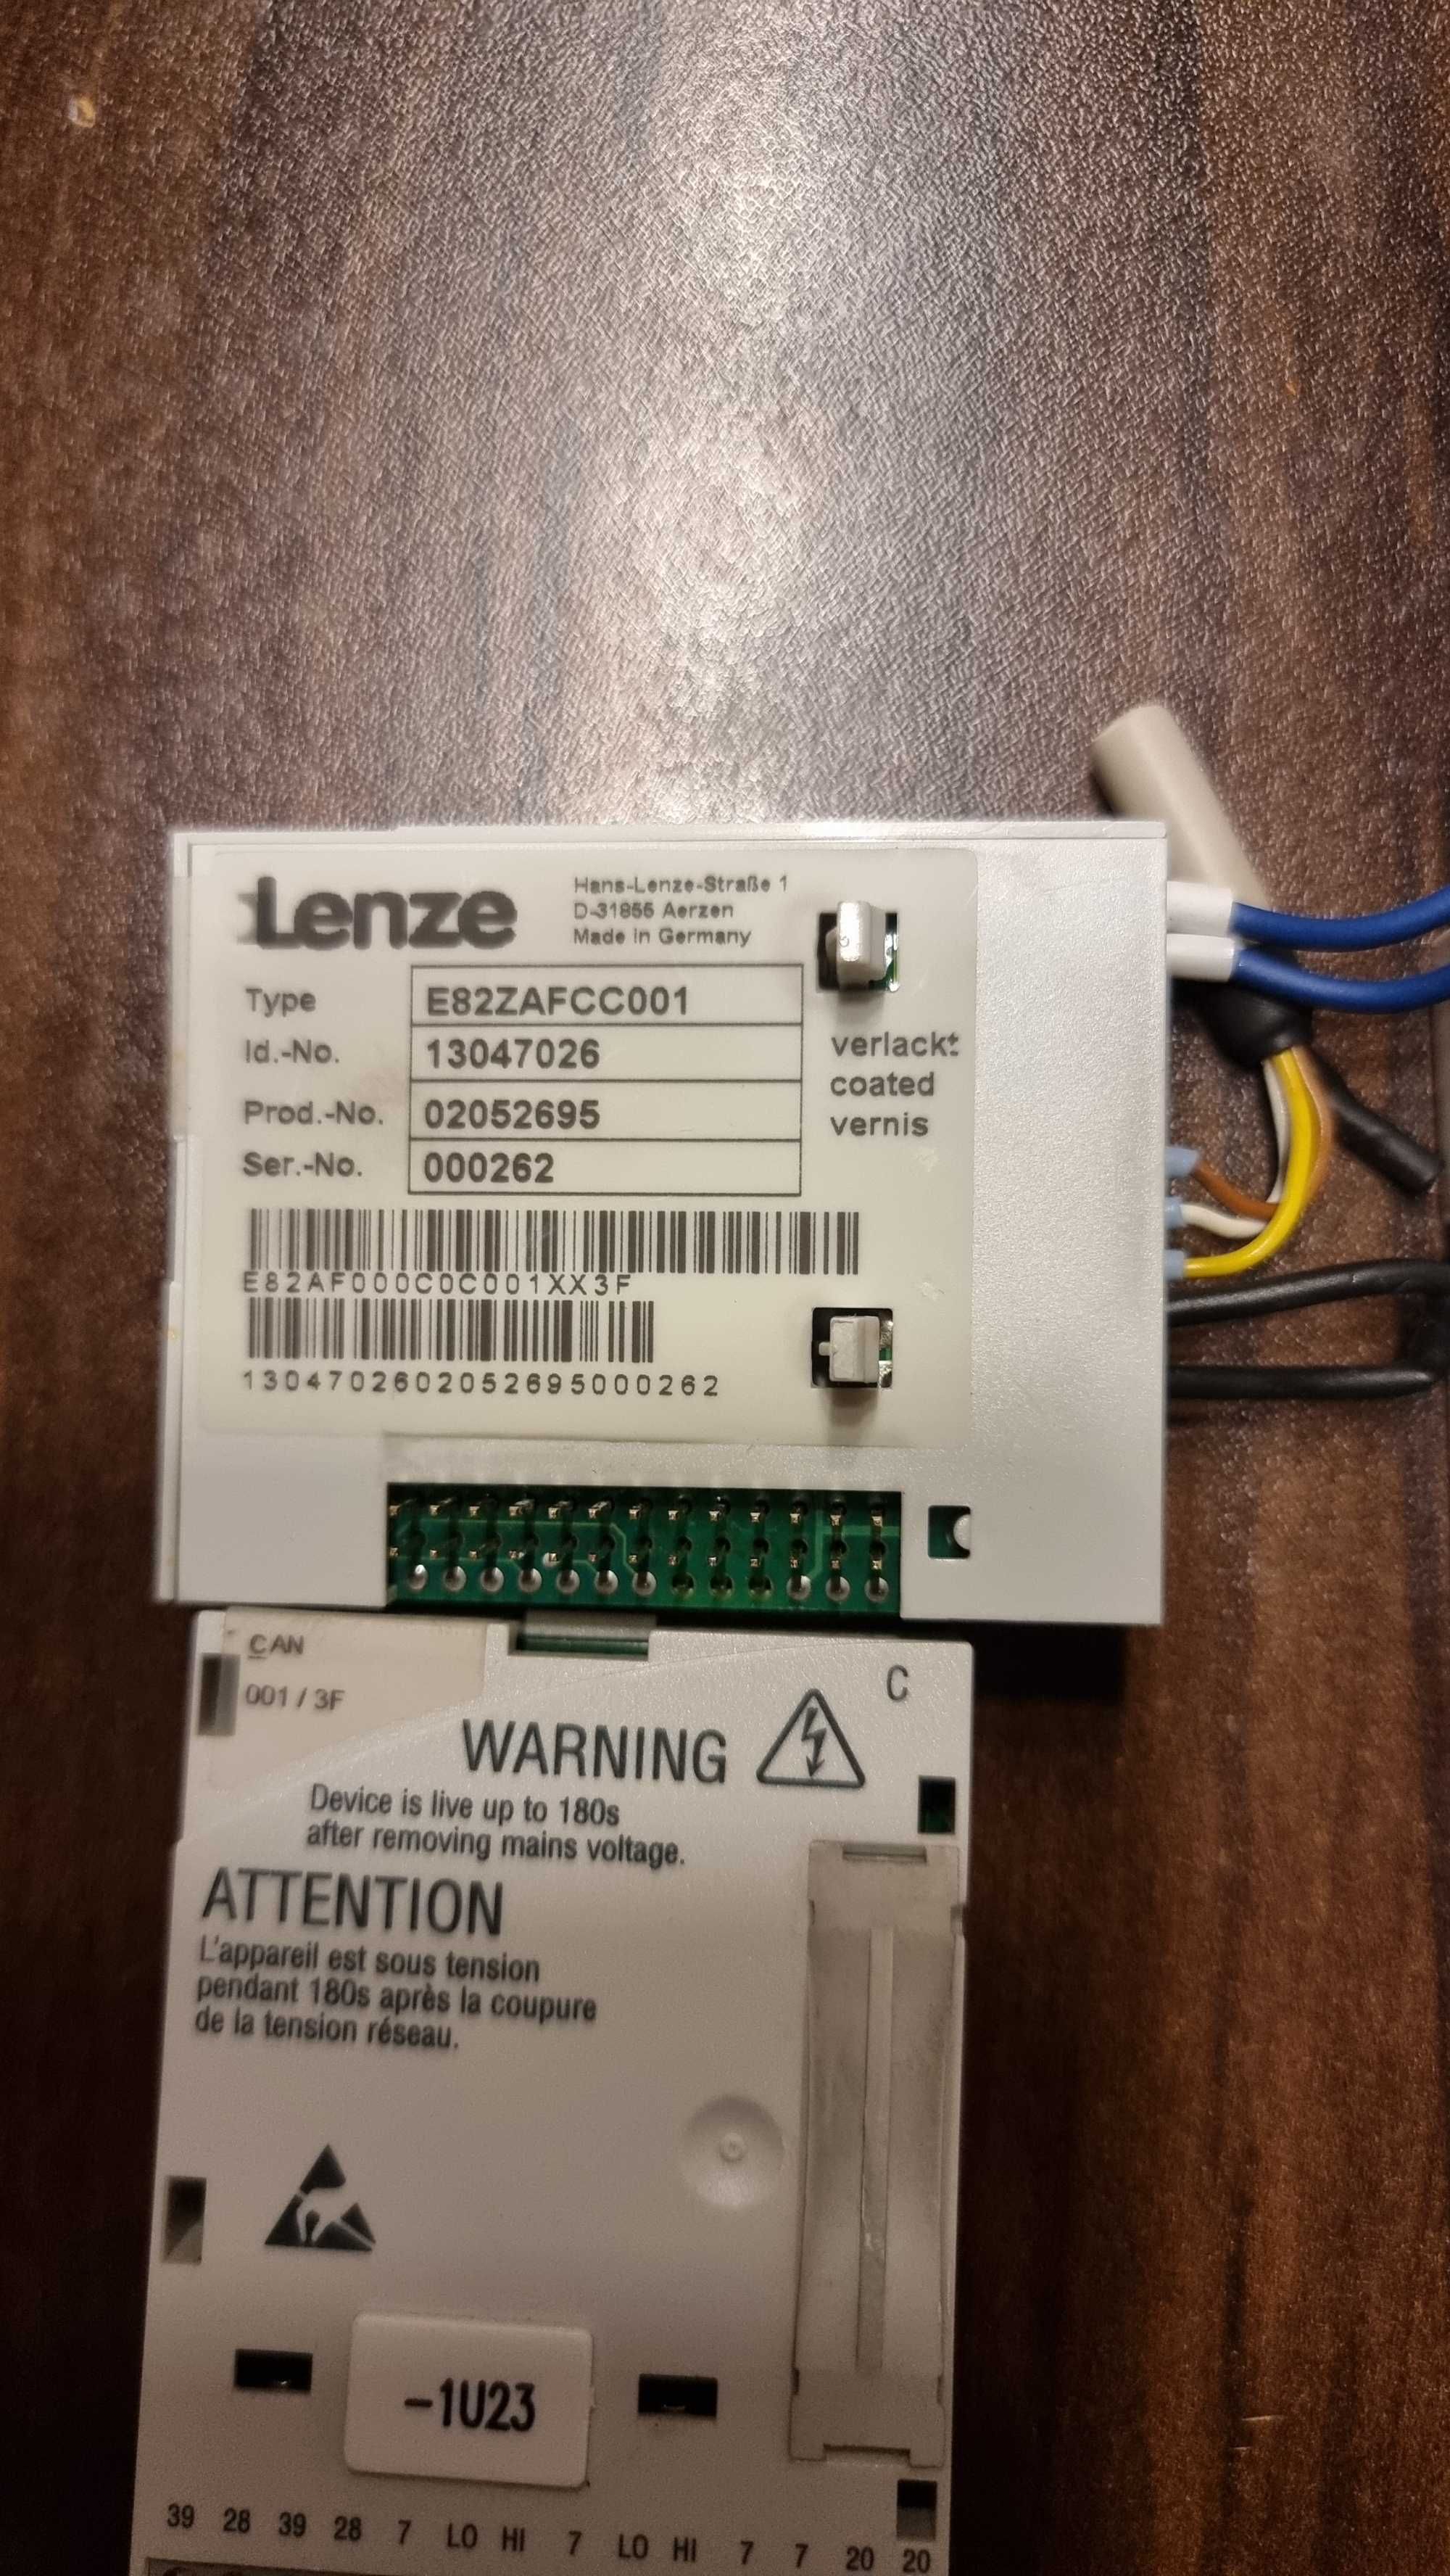 Lenze
Hans-Lenze-Straße 1
D-31855 Aerzen
Made in Germany
Type E82ZAFCC001
Id.-No. 13047026
Prod.-No. 02052695
Ser.-No. 000262
verlackt
coated
vernis
E82AF000C0C001XX3F
1304702602052695000262
CAN
001 / 3F
C
WARNING
Device is live up to 180s
after removing mains voltage.
ATTENTION
L'appareil est sous tension
pendant 180s après la coupure
de la tension réseau.
-1U23
39 28 39 28 7 LO HI 7 LO HI 7 7 20 20